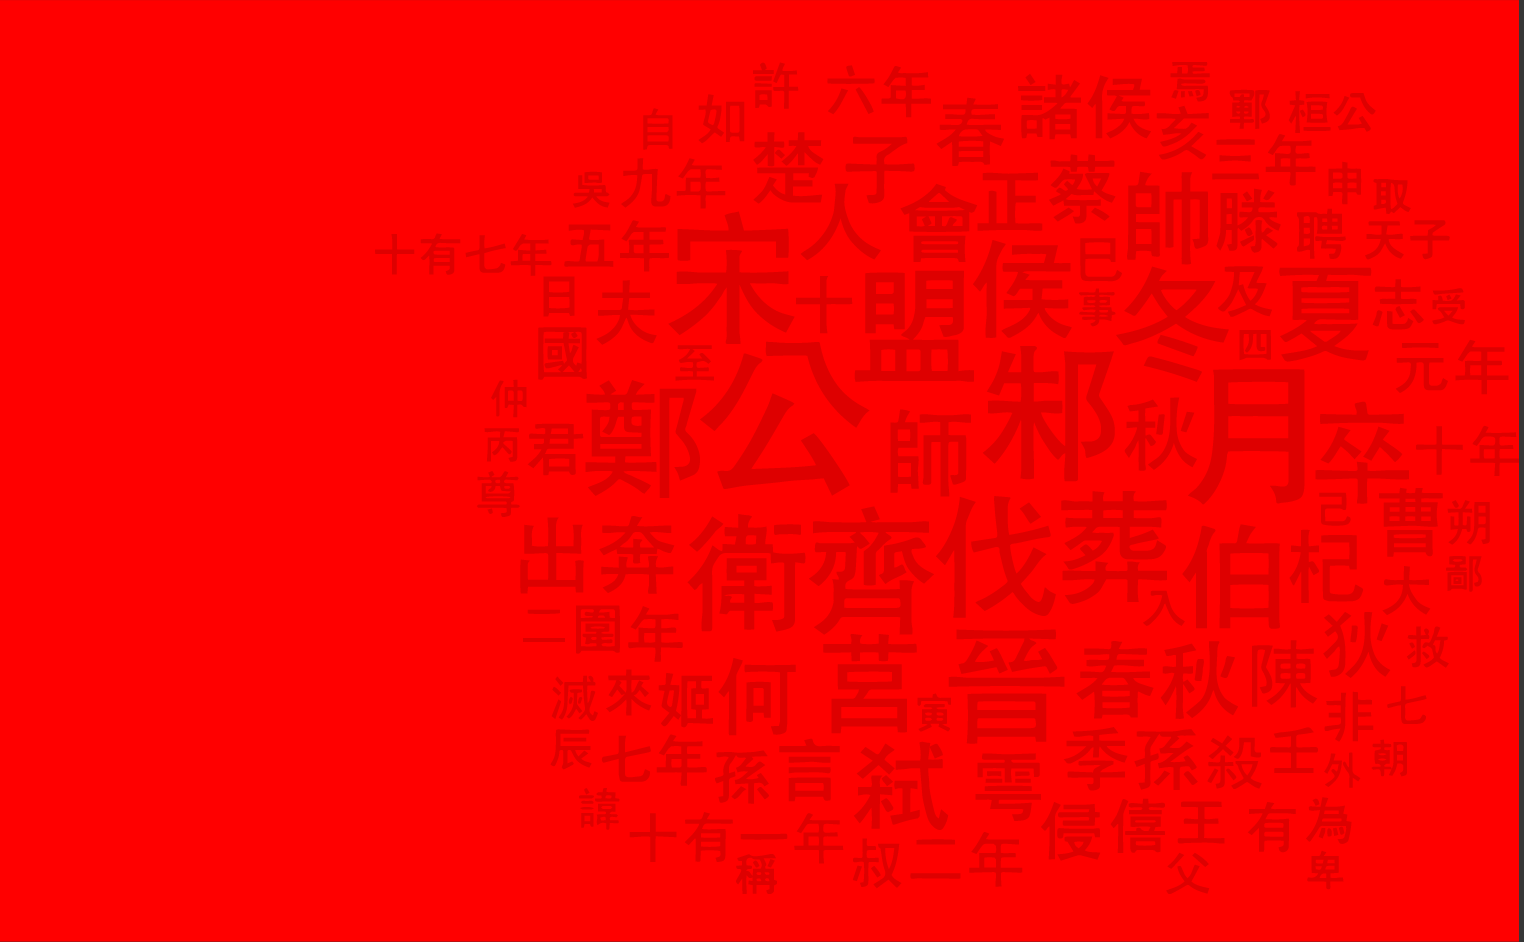 許 六年 諸侯 焉
自 如 春 亥 鄆 桓公
楚子 三年
吳 九年 人 會 正 蔡 帥 滕 申 取
十有七年 五年 宋 侯 巳 聘 天子
日 夫 十 盟 事 冬 及 夏 志 受
國 至 四 元年
仲 鄭 公 師 邾 秋 月 卒 十年
丙 君
尊 己 曹 朔
出奔 衛 齊 伐 葬 伯 杞 大 鄙
二 圍 年 入 狄 救
滅 來 姬 何 莒 寅 晉 春秋 陳 非 七
辰 七年 孫 言 弒 雩 季孫 殺 壬 外 朝
諱 十有一年 侵 僖 王 有 為
稱 叔 二年 父 卑